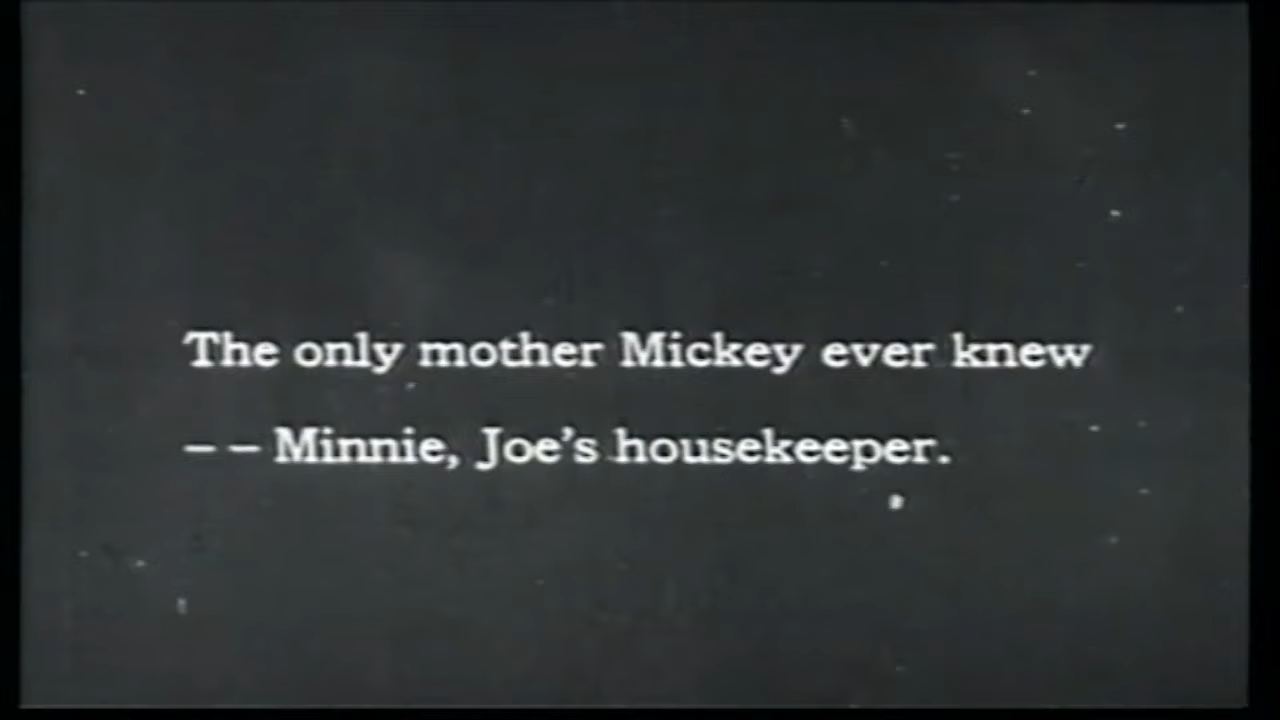 The only mother Mickey ever knew
– – Minnie, Joe's housekeeper.